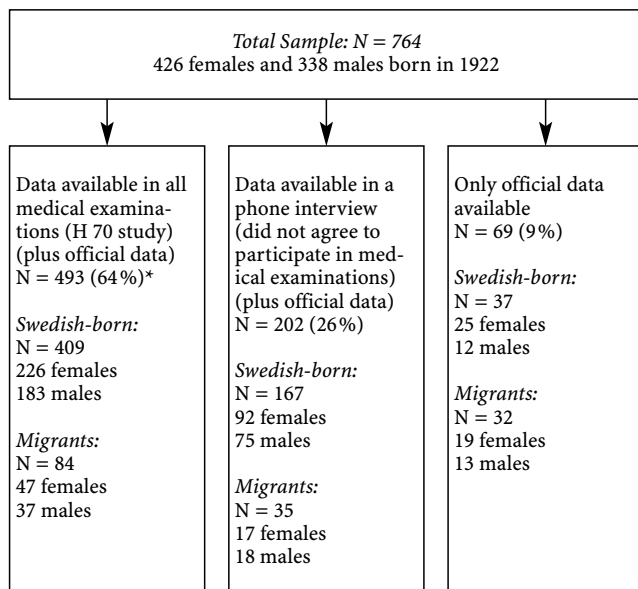 Total Sample: N = 764
426 females and 338 males born in 1922
Data available in all
medical examina-
tions (H 70 study)
(plus official data)
N = 493 (64%)*
Swedish-born:
N = 409
226 females
183 males
Migrants:
N = 84
47 females
37 males
Data available in a
phone interview
(did not agree to
participate in med-
ical examinations)
(plus official data)
N = 202 (26%)
Swedish-born:
N = 167
92 females
75 males
Migrants:
N = 35
17 females
18 males
Only official data
available
N = 69 (9%)
Swedish-born:
N = 37
25 females
12 males
Migrants:
N = 32
19 females
13 males